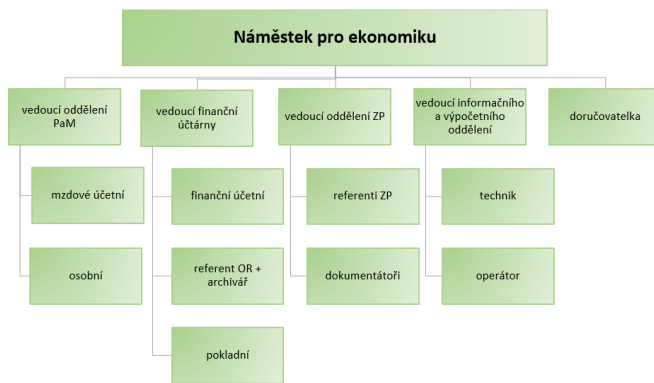 Náměstek pro ekonomiku
vedoucí oddělení
PaM
vedoucí finanční
účtárny
vedoucí oddělení ZP
vedoucí informačního
a výpočetního
oddělení
doručovatelka
mzdové účetní
finanční účetní
referenti ZP
technik
osobní
referent OR +
archivář
dokumentátoři
operátor
pokladní